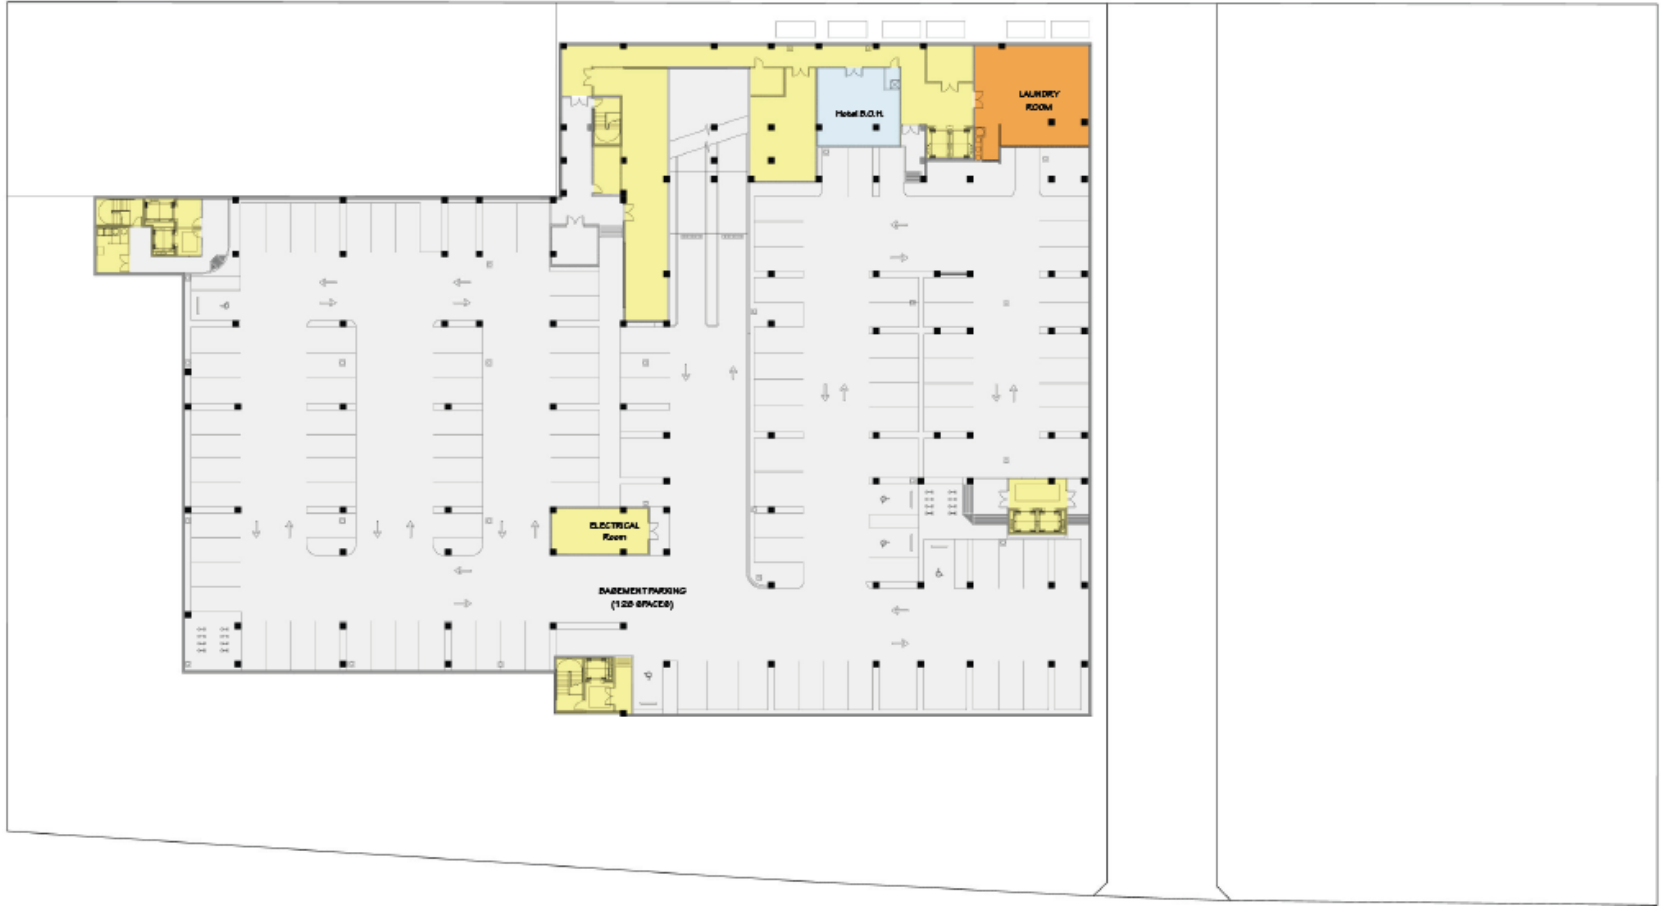 LAUNDRY
ROOM
Hotel B.O.H.
ELECTRICAL
Room
BASEMENT PARKING
(128 SPACES)